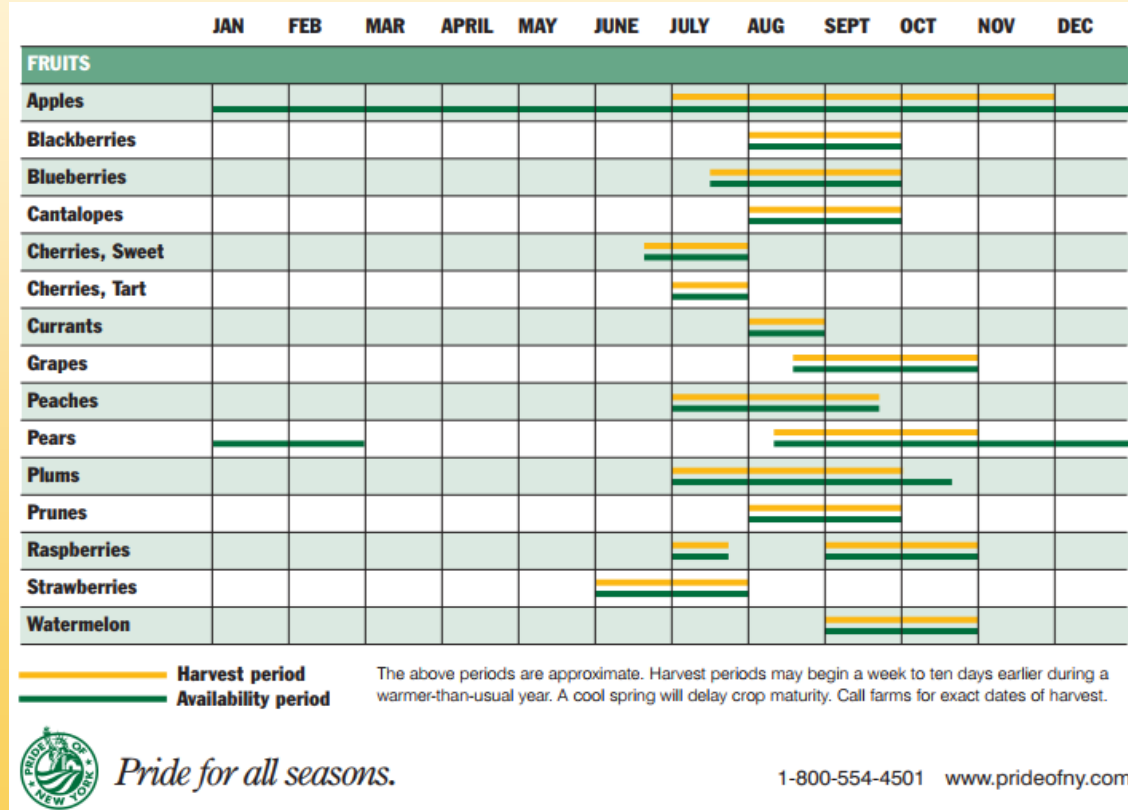 JAN FEB MAR APRIL MAY JUNE JULY AUG SEPT OCT NOV DEC
FRUITS
Apples
Blackberries
Blueberries
Cantalopes
Cherries, Sweet
Cherries, Tart
Currants
Grapes
Peaches
Pears
Plums
Prunes
Raspberries
Strawberries
Watermelon
Harvest period
Availability period
The above periods are approximate. Harvest periods may begin a week to ten days earlier during a
warmer-than-usual year. A cool spring will delay crop maturity. Call farms for exact dates of harvest.
PRIDE OF
NEW YORK
Pride for all seasons.
1-800-554-4501 www.prideofny.com